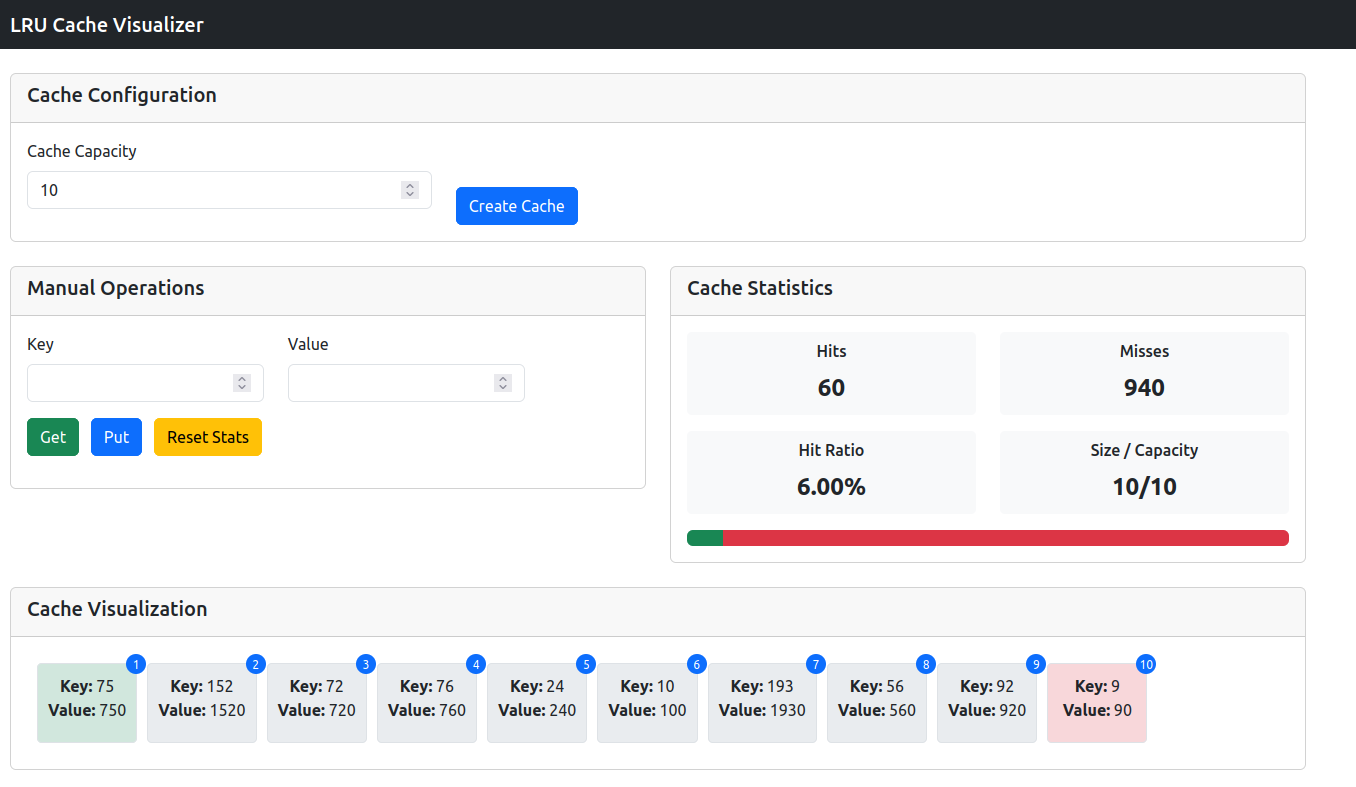 LRU Cache Visualizer
Cache Configuration
Cache Capacity
10
Create Cache
Manual Operations
Key
Value
Get
Put
Reset Stats
Cache Statistics
Hits
60
Misses
940
Hit Ratio
6.00%
Size / Capacity
10/10
Cache Visualization
1
Key: 75
Value: 750
2
Key: 152
Value: 1520
3
Key: 72
Value: 720
4
Key: 76
Value: 760
5
Key: 24
Value: 240
6
Key: 10
Value: 100
7
Key: 193
Value: 1930
8
Key: 56
Value: 560
9
Key: 92
Value: 920
10
Key: 9
Value: 90